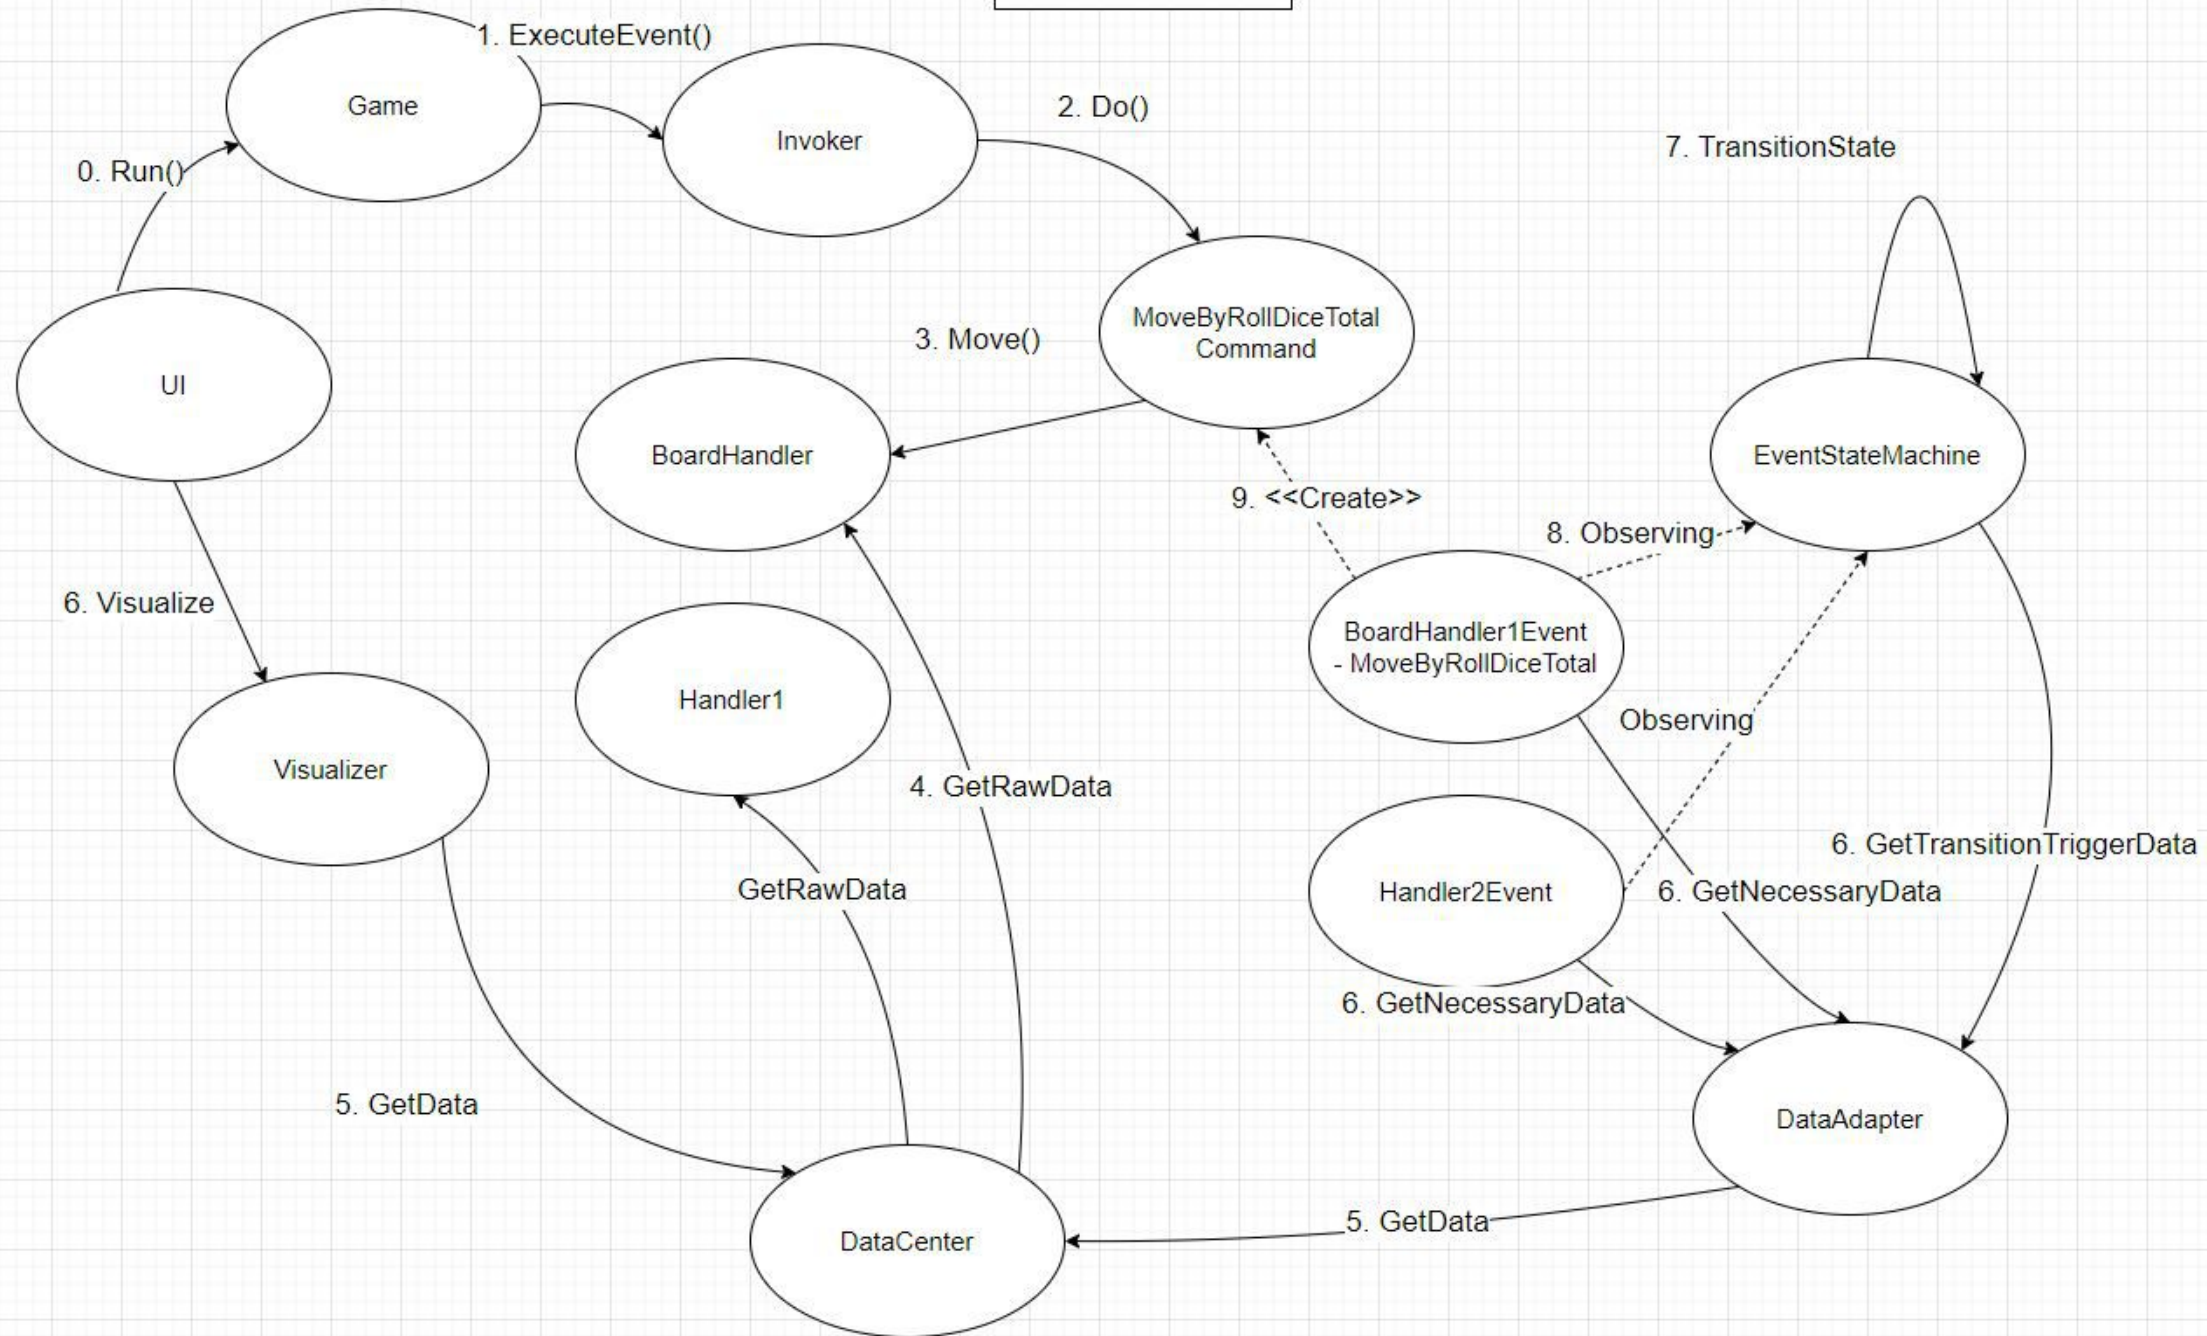 1. ExecuteEvent()
Game
2. Do()
Invoker
7. TransitionState
0. Run()
MoveByRollDiceTotal
Command
3. Move()
UI
BoardHandler
EventStateMachine
9. <<Create>>
8. Observing
6. Visualize
BoardHandler1Event
- MoveByRollDiceTotal
Handler1
Observing
Visualizer
4. GetRawData
6. GetTransitionTriggerData
GetRawData
Handler2Event
6. GetNecessaryData
6. GetNecessaryData
5. GetData
DataAdapter
5. GetData
DataCenter